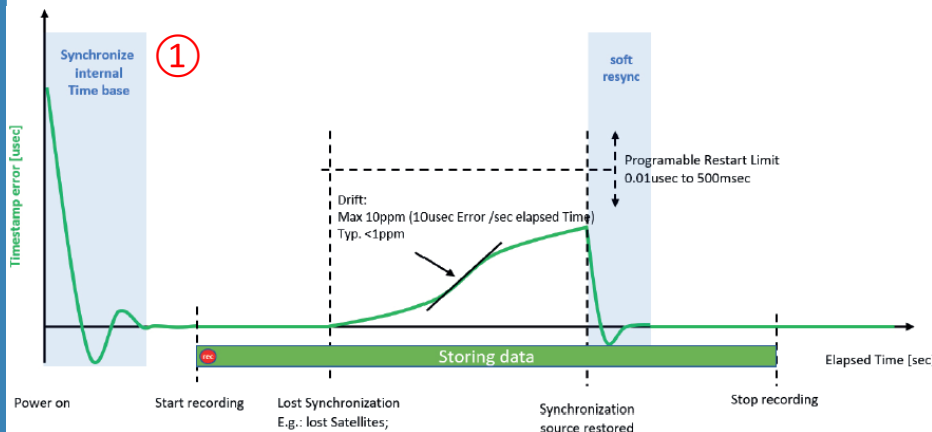 Synchronize
internal
Time base
①
soft
resync
Timestamp error [usec]
Programable Restart Limit
0.01usec to 500msec
Drift:
Max 10ppm (10usec Error /sec elapsed Time)
Typ. <1ppm
rec
Storing data
Elapsed Time [sec
Power on
Start recording
Lost Synchronization
E.g.: lost Satellites;
Synchronization
source restored
Stop recording